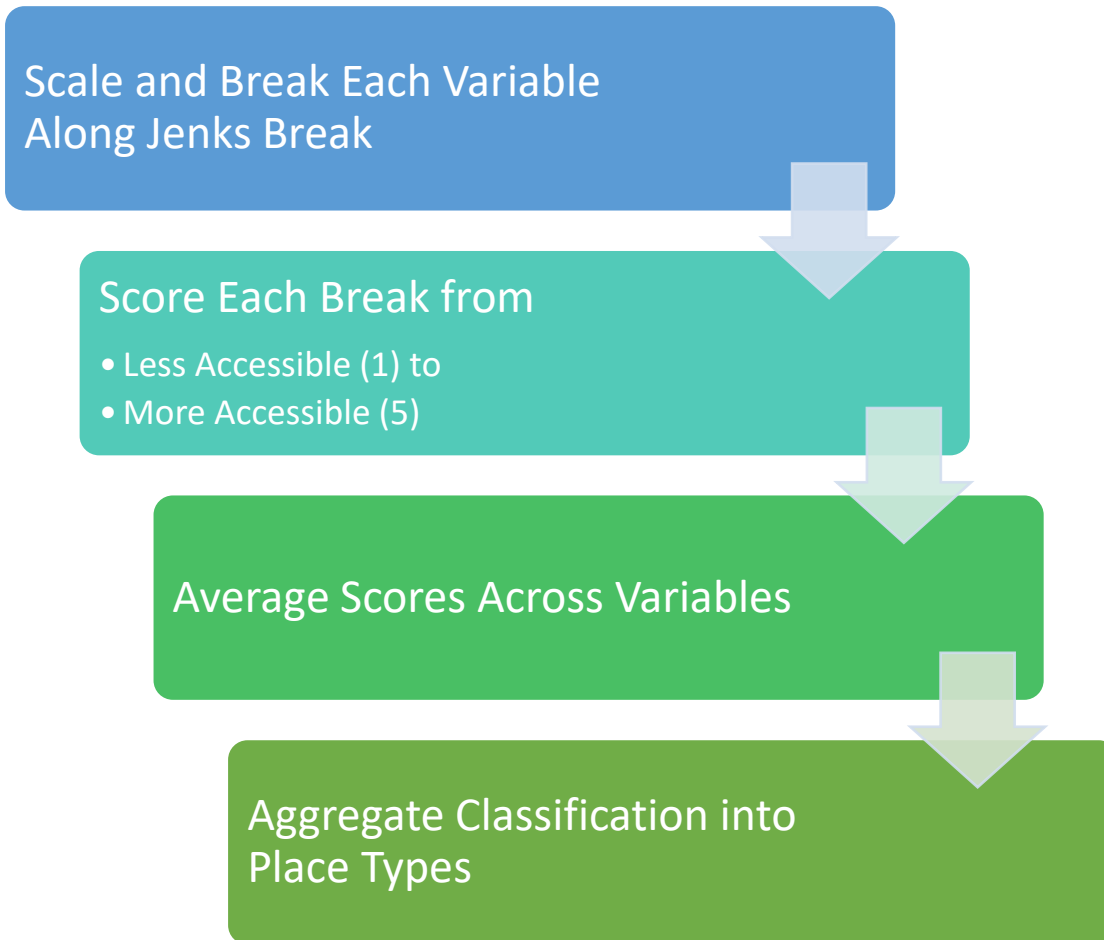 Scale and Break Each Variable
Along Jenks Break
Score Each Break from
• Less Accessible (1) to
• More Accessible (5)
Average Scores Across Variables
Aggregate Classification into
Place Types